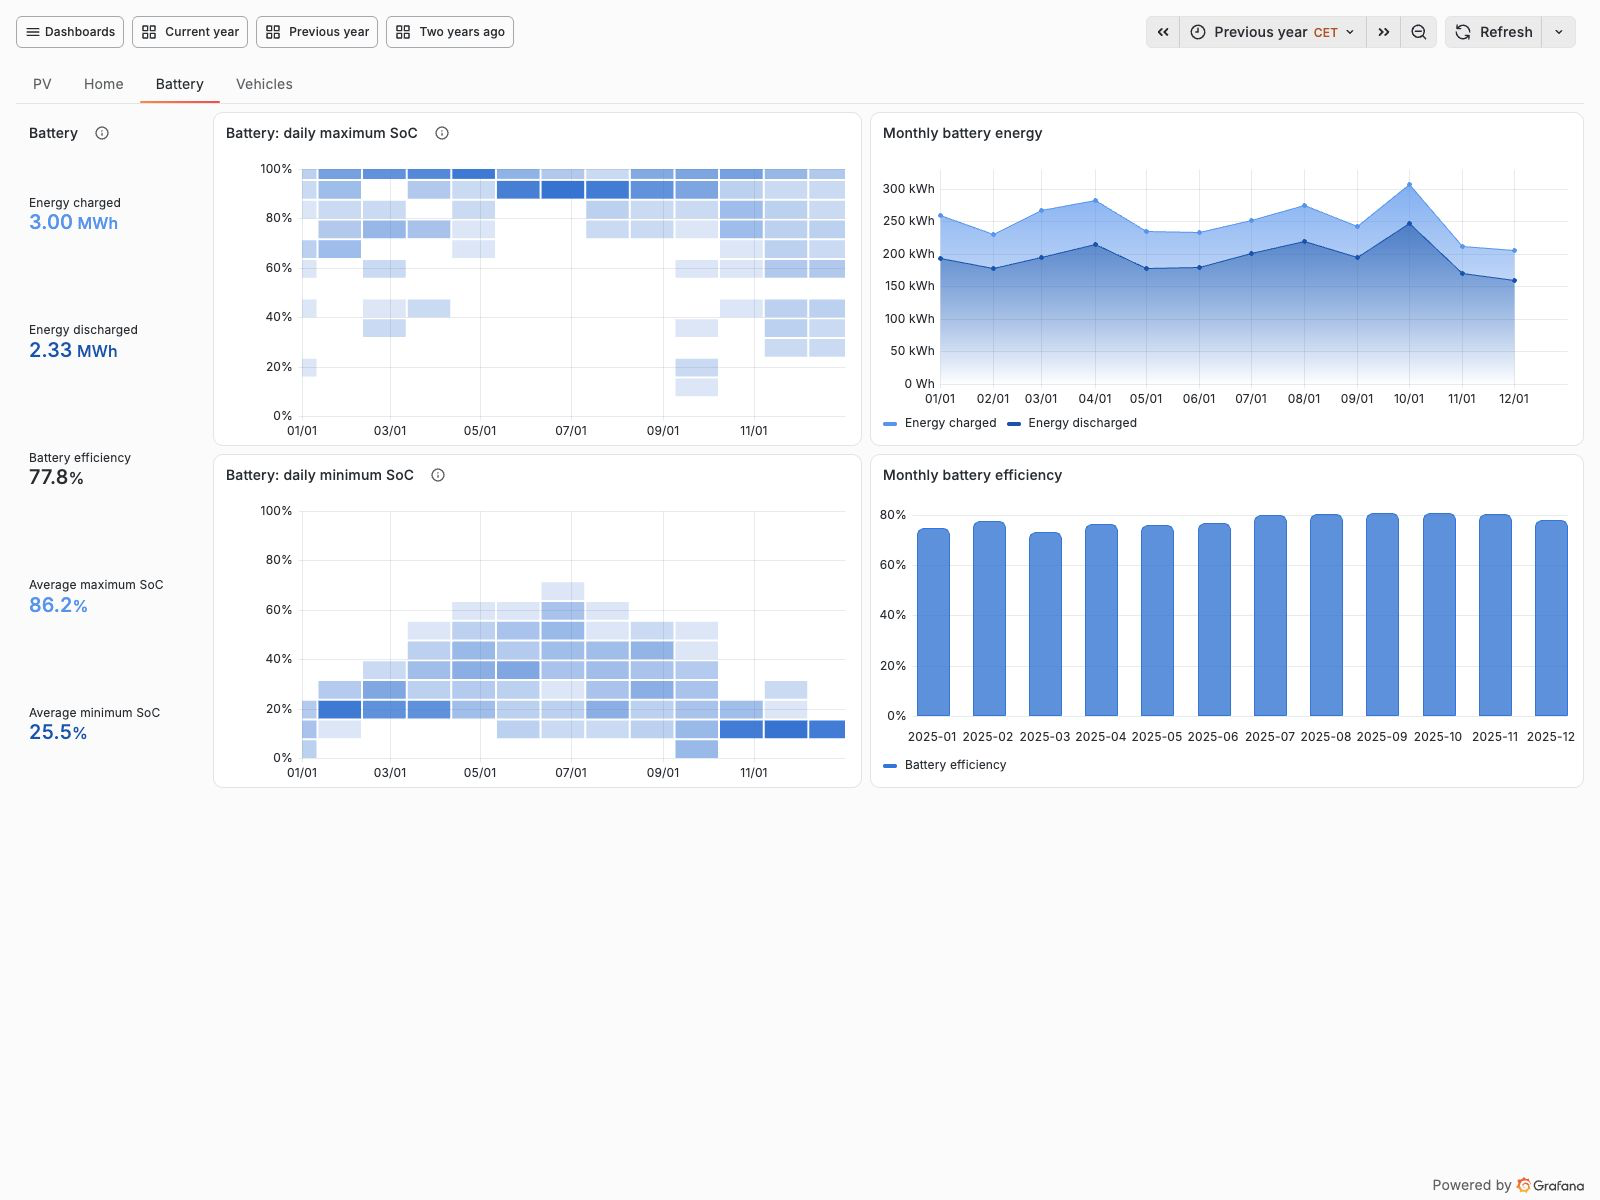 Dashboards
Current year
Previous year
Two years ago
Previous year CET
Refresh
PV
Home
Battery
Vehicles
Battery
Energy charged
3.00 MWh
Energy discharged
2.33 MWh
Battery efficiency
77.8%
Average maximum SoC
86.2%
Average minimum SoC
25.5%
Battery: daily maximum SoC
100%
80%
60%
40%
20%
0%
01/01 03/01 05/01 07/01 09/01 11/01
Monthly battery energy
300 kWh
250 kWh
200 kWh
150 kWh
100 kWh
50 kWh
0 Wh
01/01 02/01 03/01 04/01 05/01 06/01 07/01 08/01 09/01 10/01 11/01 12/01
Energy charged Energy discharged
Battery: daily minimum SoC
100%
80%
60%
40%
20%
0%
01/01 03/01 05/01 07/01 09/01 11/01
Monthly battery efficiency
80%
60%
40%
20%
0%
2025-01 2025-02 2025-03 2025-04 2025-05 2025-06 2025-07 2025-08 2025-09 2025-10 2025-11 2025-12
Battery efficiency
Powered by Grafana